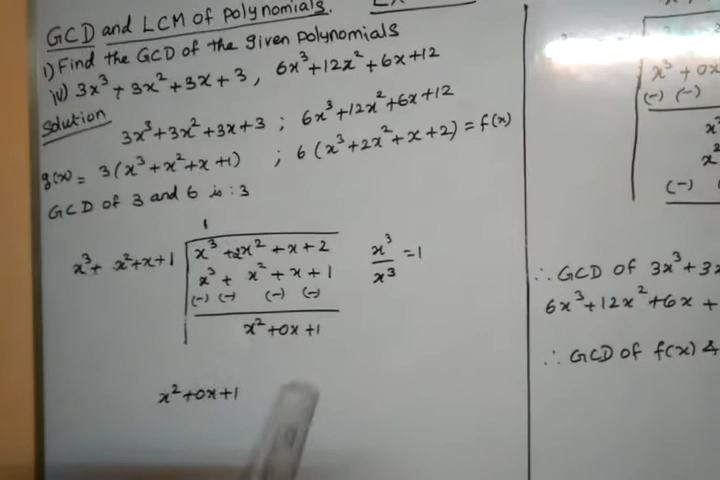 GCD and LCM of polynomials.
1) Find the GCD of the given polynomials
iv) 3x³+3x²+3x+3, 6x³+12x²+6x+12
Solution
3x³+3x²+3x+3 ; 6x³+12x²+6x+12
g(x) = 3(x³+x²+x+1) ; 6(x³+2x²+x+2) = f(x)
GCD of 3 and 6 is : 3
1
x³+ x²+x+1 | x³+2x²+x+2
x³+ x²+x+1
(-) (-) (-) (-)
x²+0x+1
x³/x³ = 1
x²+0x+1
x³+0x
(-) (-)
(-)
∴ GCD of 3x³+3x
6x³+12x²+6x+
∴ GCD of f(x) &